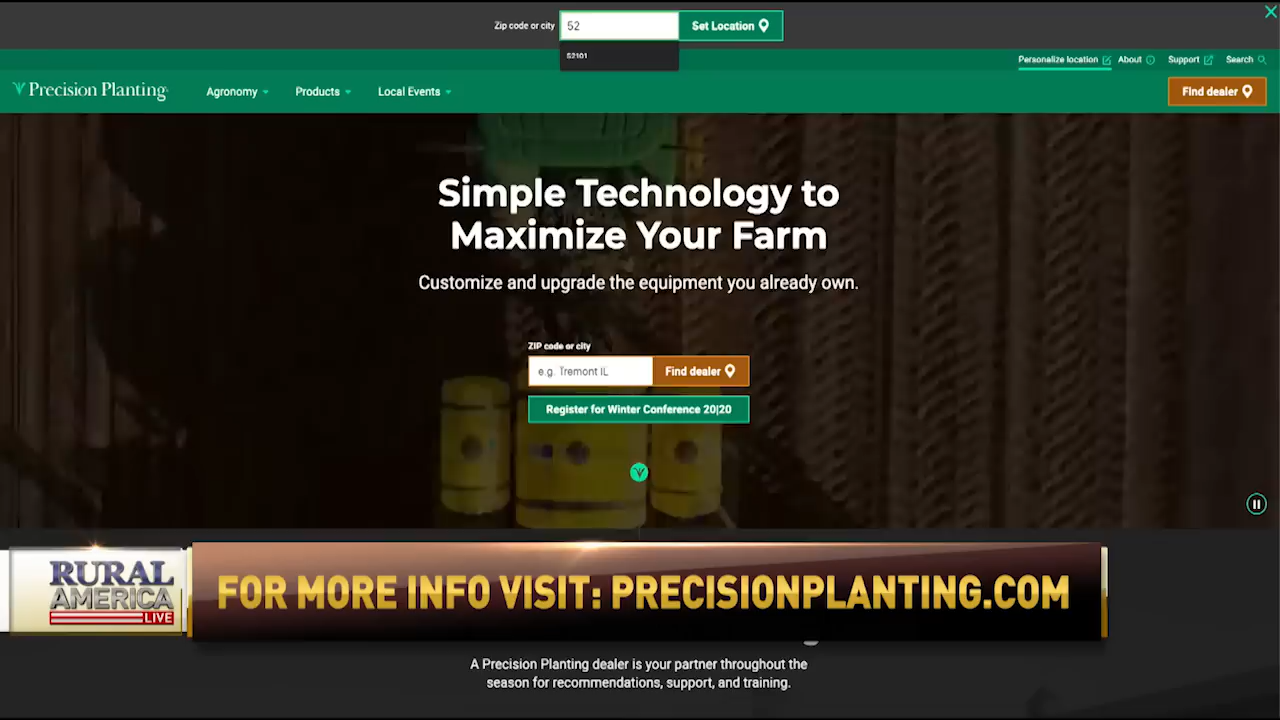 Zip code or city
52
Set Location
52101
Personalize location
About
Support
Search
Precision Planting
Agronomy
Products
Local Events
Find dealer
Simple Technology to
Maximize Your Farm
Customize and upgrade the equipment you already own.
ZIP code or city
e.g. Tremont IL
Find dealer
Register for Winter Conference 20|20
RURAL
AMERICA
LIVE
FOR MORE INFO VISIT: PRECISIONPLANTING.COM
A Precision Planting dealer is your partner throughout the
season for recommendations, support, and training.